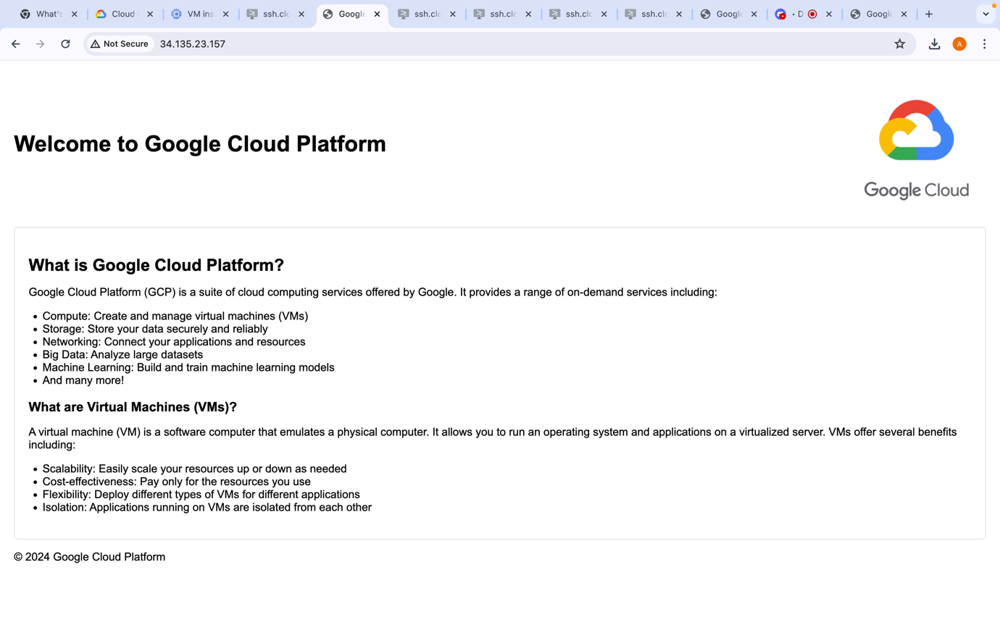 What's
Cloud
VM ins
ssh.clo
Google
ssh.clo
ssh.clo
ssh.clo
ssh.clo
Google
• D
Google
Not Secure
34.135.23.157
A
Welcome to Google Cloud Platform
Google Cloud
What is Google Cloud Platform?
Google Cloud Platform (GCP) is a suite of cloud computing services offered by Google. It provides a range of on-demand services including:
• Compute: Create and manage virtual machines (VMs)
• Storage: Store your data securely and reliably
• Networking: Connect your applications and resources
• Big Data: Analyze large datasets
• Machine Learning: Build and train machine learning models
• And many more!
What are Virtual Machines (VMs)?
A virtual machine (VM) is a software computer that emulates a physical computer. It allows you to run an operating system and applications on a virtualized server. VMs offer several benefits
including:
• Scalability: Easily scale your resources up or down as needed
• Cost-effectiveness: Pay only for the resources you use
• Flexibility: Deploy different types of VMs for different applications
• Isolation: Applications running on VMs are isolated from each other
© 2024 Google Cloud Platform